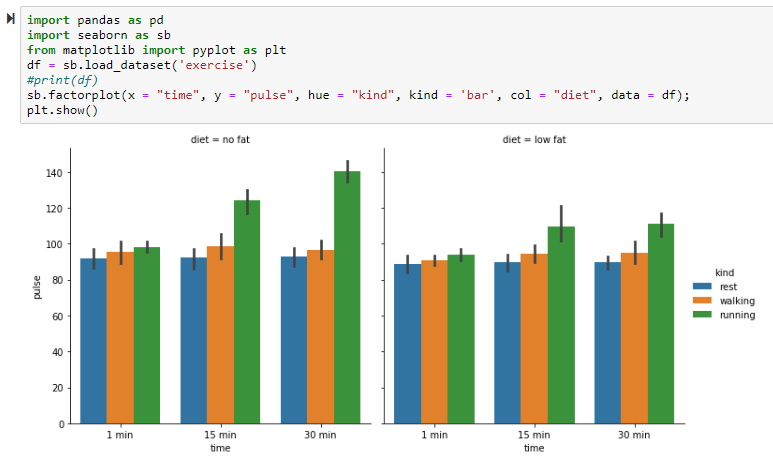 import pandas as pd
import seaborn as sb
from matplotlib import pyplot as plt
df = sb.load_dataset('exercise')
#print(df)
sb.factorplot(x = "time", y = "pulse", hue = "kind", kind = 'bar', col = "diet", data = df);
plt.show()
diet = no fat
diet = low fat
140
120
100
80
60
40
20
0
pulse
1 min
15 min
30 min
time
1 min
15 min
30 min
time
kind
rest
walking
running